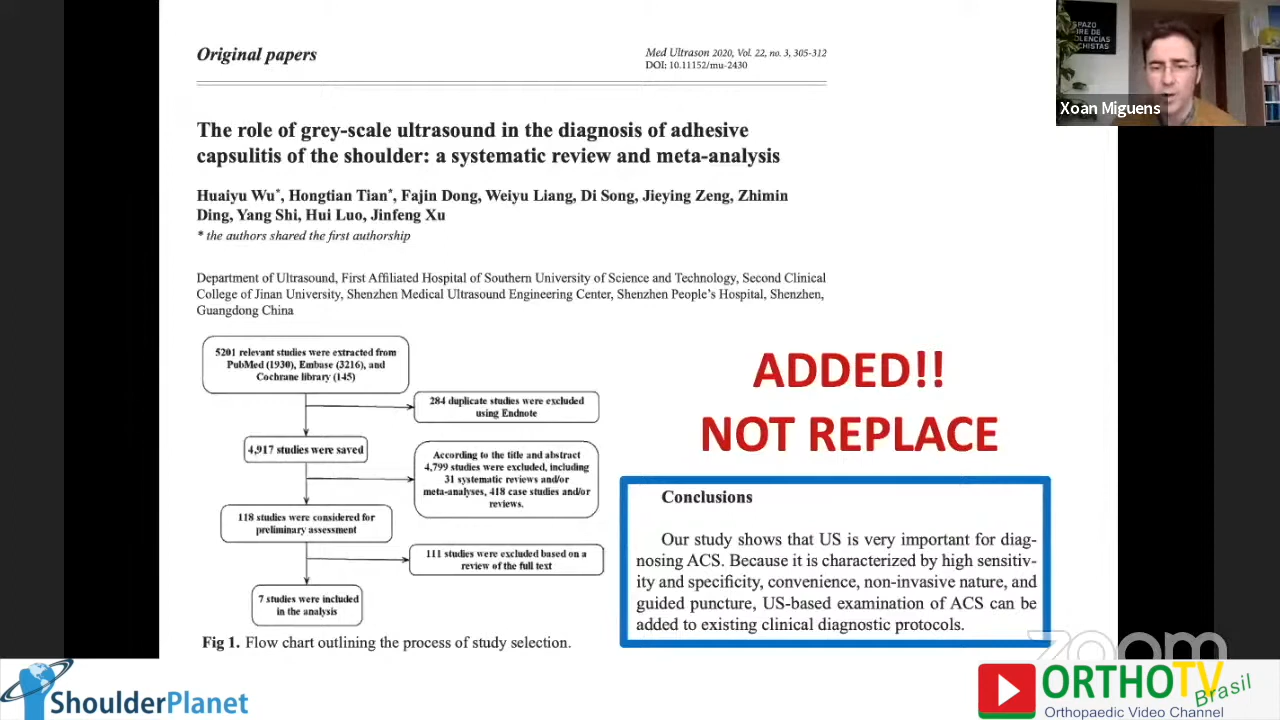 Original papers
Med Ultrason 2020, Vol. 22, no. 3, 305-312
DOI: 10.11152/mu-2430
The role of grey-scale ultrasound in the diagnosis of adhesive
capsulitis of the shoulder: a systematic review and meta-analysis
Huaiyu Wu*, Hongtian Tian*, Fajin Dong, Weiyu Liang, Di Song, Jieying Zeng, Zhimin
Ding, Yang Shi, Hui Luo, Jinfeng Xu
* the authors shared the first authorship
Department of Ultrasound, First Affiliated Hospital of Southern University of Science and Technology, Second Clinical
College of Jinan University, Shenzhen Medical Ultrasound Engineering Center, Shenzhen People's Hospital, Shenzhen,
Guangdong China
5201 relevant studies were extracted from
PubMed (1930), Embase (3216), and
Cochrane library (145)
284 duplicate studies were excluded
using Endnote
4,917 studies were saved
According to the title and abstract
4,799 studies were excluded, including
31 systematic reviews and/or
meta-analyses, 418 case studies and/or
reviews.
118 studies were considered for
preliminary assessment
111 studies were excluded based on a
review of the full text
7 studies were included
in the analysis
Fig 1. Flow chart outlining the process of study selection.
ADDED!!
NOT REPLACE
Conclusions
Our study shows that US is very important for diag-
nosing ACS. Because it is characterized by high sensitiv-
ity and specificity, convenience, non-invasive nature, and
guided puncture, US-based examination of ACS can be
added to existing clinical diagnostic protocols.
Xoan Miguens
zoom
ShoulderPlanet
ORTHOTV
Brasil
Orthopaedic Video Channel